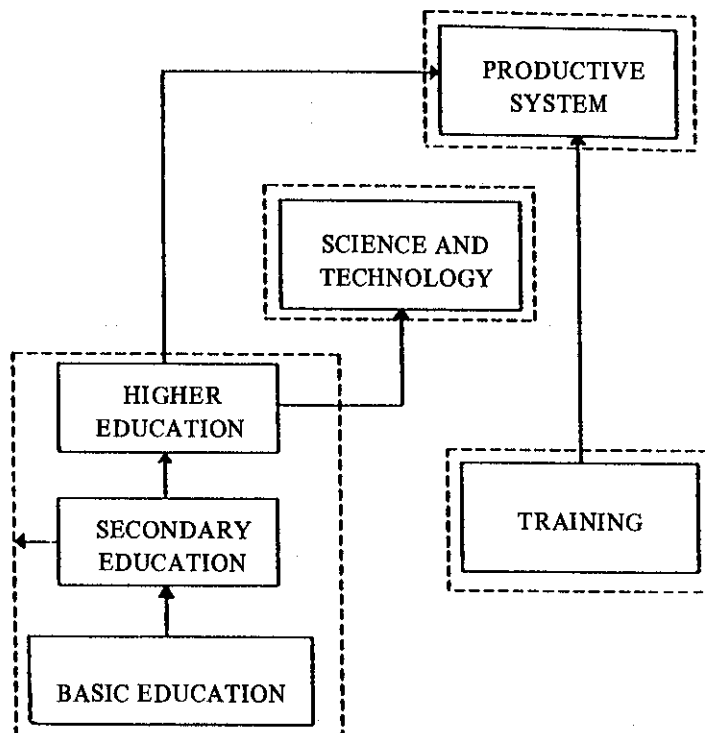 PRODUCTIVE
SYSTEM
SCIENCE AND
TECHNOLOGY
HIGHER
EDUCATION
SECONDARY
EDUCATION
TRAINING
BASIC EDUCATION